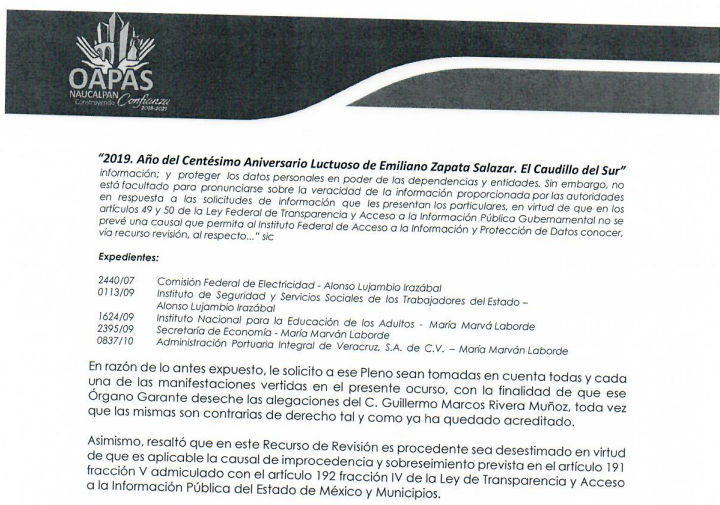 OAPAS
NAUCALPAN
Construyendo Confianza
2019-2021
"2019. Año del Centésimo Aniversario Luctuoso de Emiliano Zapata Salazar. El Caudillo del Sur"
información; y proteger los datos personales en poder de las dependencias y entidades. Sin embargo, no
está facultado para pronunciarse sobre la veracidad de la información proporcionada por las autoridades
en respuesta a las solicitudes de información que les presentan los particulares, en virtud de que en los
artículos 49 y 50 de la Ley Federal de Transparencia y Acceso a la Información Pública Gubernamental no se
prevé una causal que permita al Instituto Federal de Acceso a la Información y Protección de Datos conocer,
vía recurso revisión, al respecto..." sic
Expedientes:
2440/07 Comisión Federal de Electricidad - Alonso Lujambio Irazábal
0113/09 Instituto de Seguridad y Servicios Sociales de los Trabajadores del Estado –
Alonso Lujambio Irazábal
1624/09 Instituto Nacional para la Educación de los Adultos - María Marvá Laborde
2395/09 Secretaría de Economía - María Marván Laborde
0837/10 Administración Portuaria Integral de Veracruz, S.A. de C.V. – María Marván Laborde
En razón de lo antes expuesto, le solicito a ese Pleno sean tomadas en cuenta todas y cada
una de las manifestaciones vertidas en el presente ocurso, con la finalidad de que ese
Órgano Garante deseche las alegaciones del C. Guillermo Marcos Rivera Muñoz, toda vez
que las mismas son contrarias de derecho tal y como ya ha quedado acreditado.
Asimismo, resaltó que en este Recurso de Revisión es procedente sea desestimado en virtud
de que es aplicable la causal de improcedencia y sobreseimiento prevista en el artículo 191
fracción V admiculado con el artículo 192 fracción IV de la Ley de Transparencia y Acceso
a la Información Pública del Estado de México y Municipios.